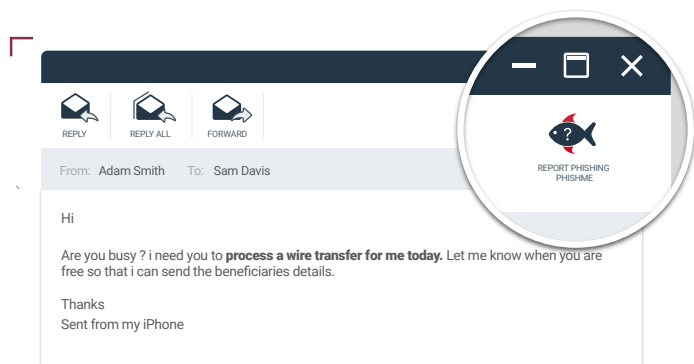 REPLY
REPLY ALL
FORWARD
?
REPORT PHISHING
PHISHME
From: Adam Smith To: Sam Davis
Hi
Are you busy ? i need you to process a wire transfer for me today. Let me know when you are
free so that i can send the beneficiaries details.
Thanks
Sent from my iPhone